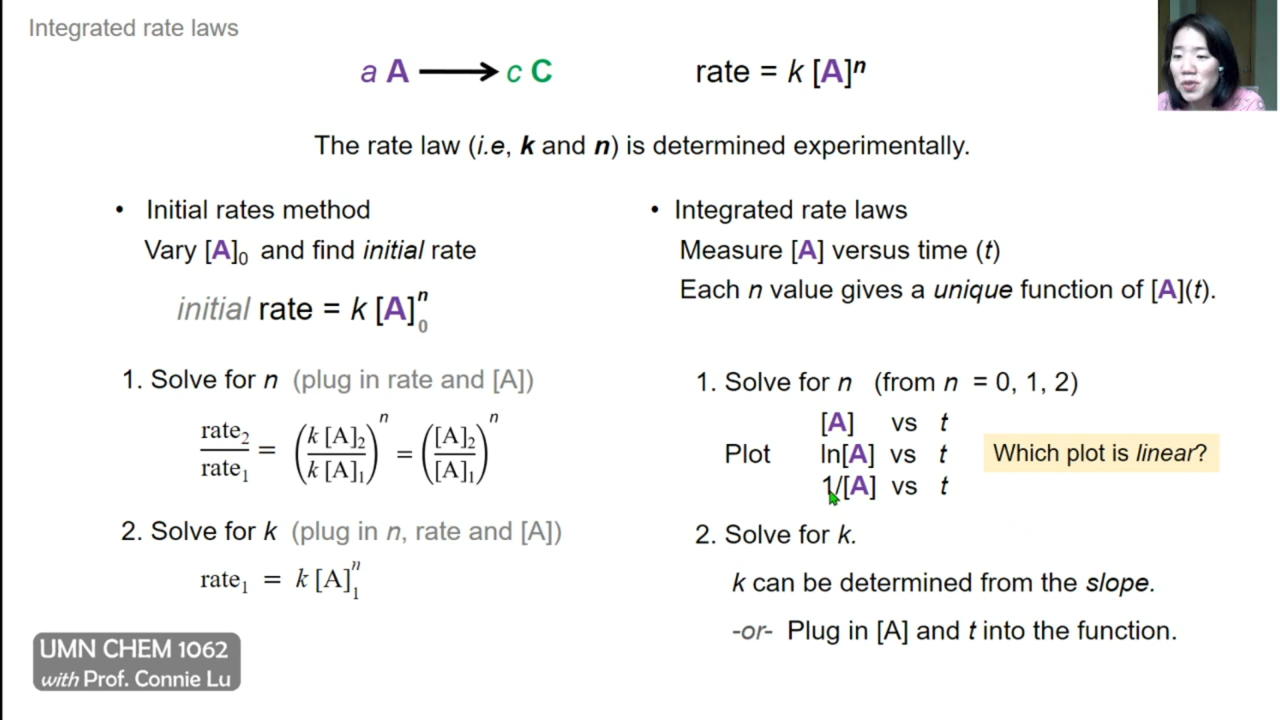 Integrated rate laws
a A ⟶ c C
rate = k [A]ⁿ
The rate law (i.e, k and n) is determined experimentally.
• Initial rates method
Vary [A]₀ and find initial rate
initial rate = k [A]₀ⁿ
1. Solve for n (plug in rate and [A])
rate₂/rate₁ = (k [A]₂/k [A]₁)ⁿ = ([A]₂/[A]₁)ⁿ
2. Solve for k (plug in n, rate and [A])
rate₁ = k [A]₁ⁿ
• Integrated rate laws
Measure [A] versus time (t)
Each n value gives a unique function of [A](t).
1. Solve for n (from n = 0, 1, 2)
[A] vs t
Plot ln[A] vs t
1/[A] vs t
Which plot is linear?
2. Solve for k.
k can be determined from the slope.
-or- Plug in [A] and t into the function.
UMN CHEM 1062
with Prof. Connie Lu